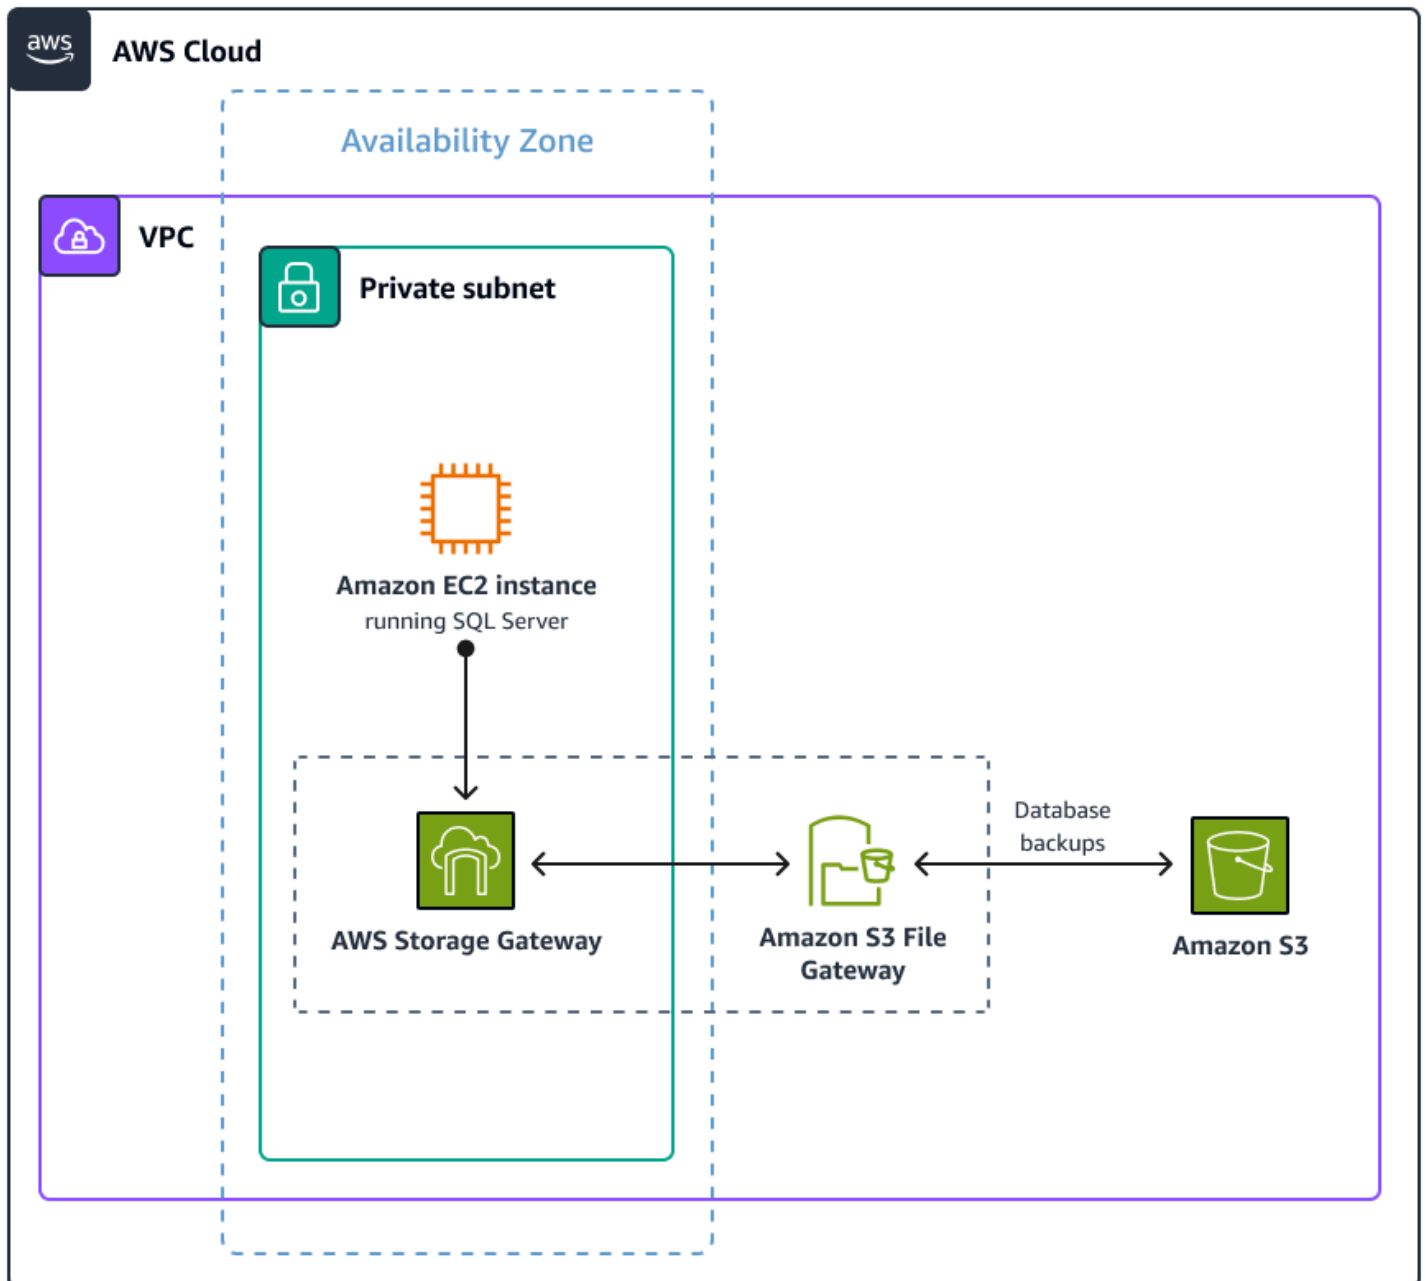 aws
AWS Cloud
Availability Zone
VPC
Private subnet
Amazon EC2 instance
running SQL Server
Database
backups
AWS Storage Gateway
Amazon S3 File
Gateway
Amazon S3